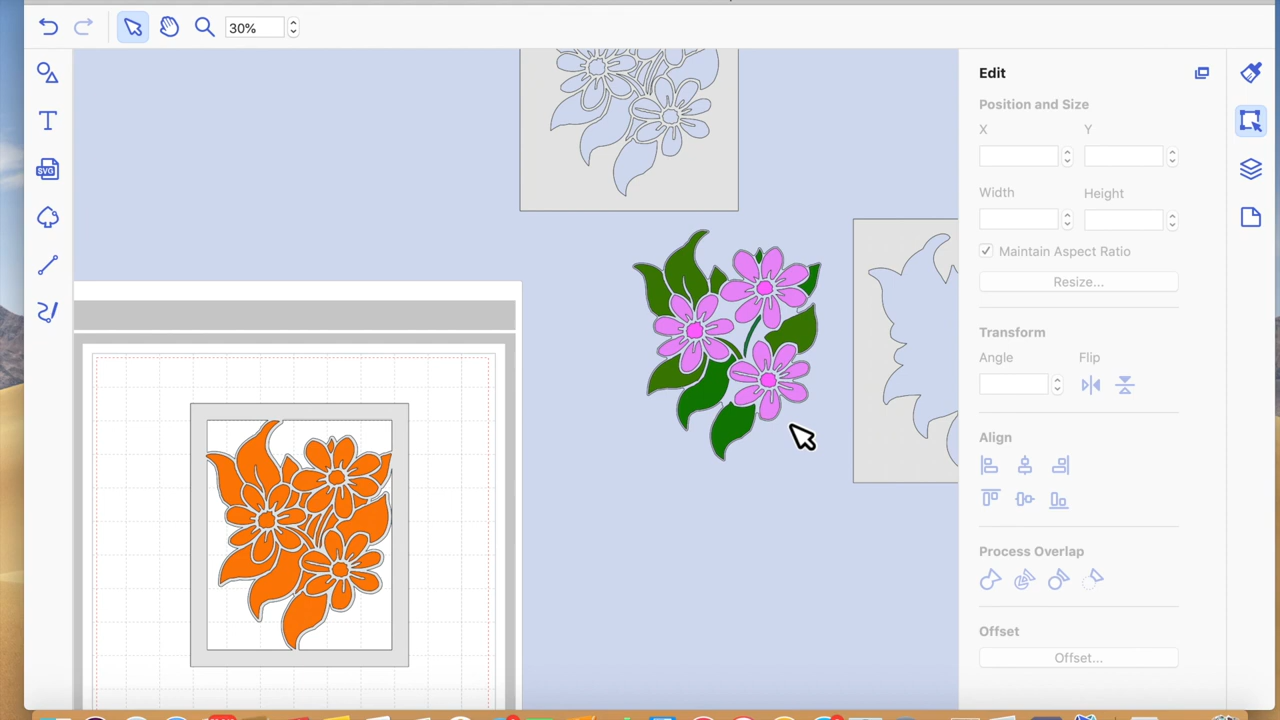 30%
Edit
Position and Size
X Y
Width Height
Maintain Aspect Ratio
Resize...
Transform
Angle Flip
Align
Process Overlap
Offset
Offset...
T
SVG